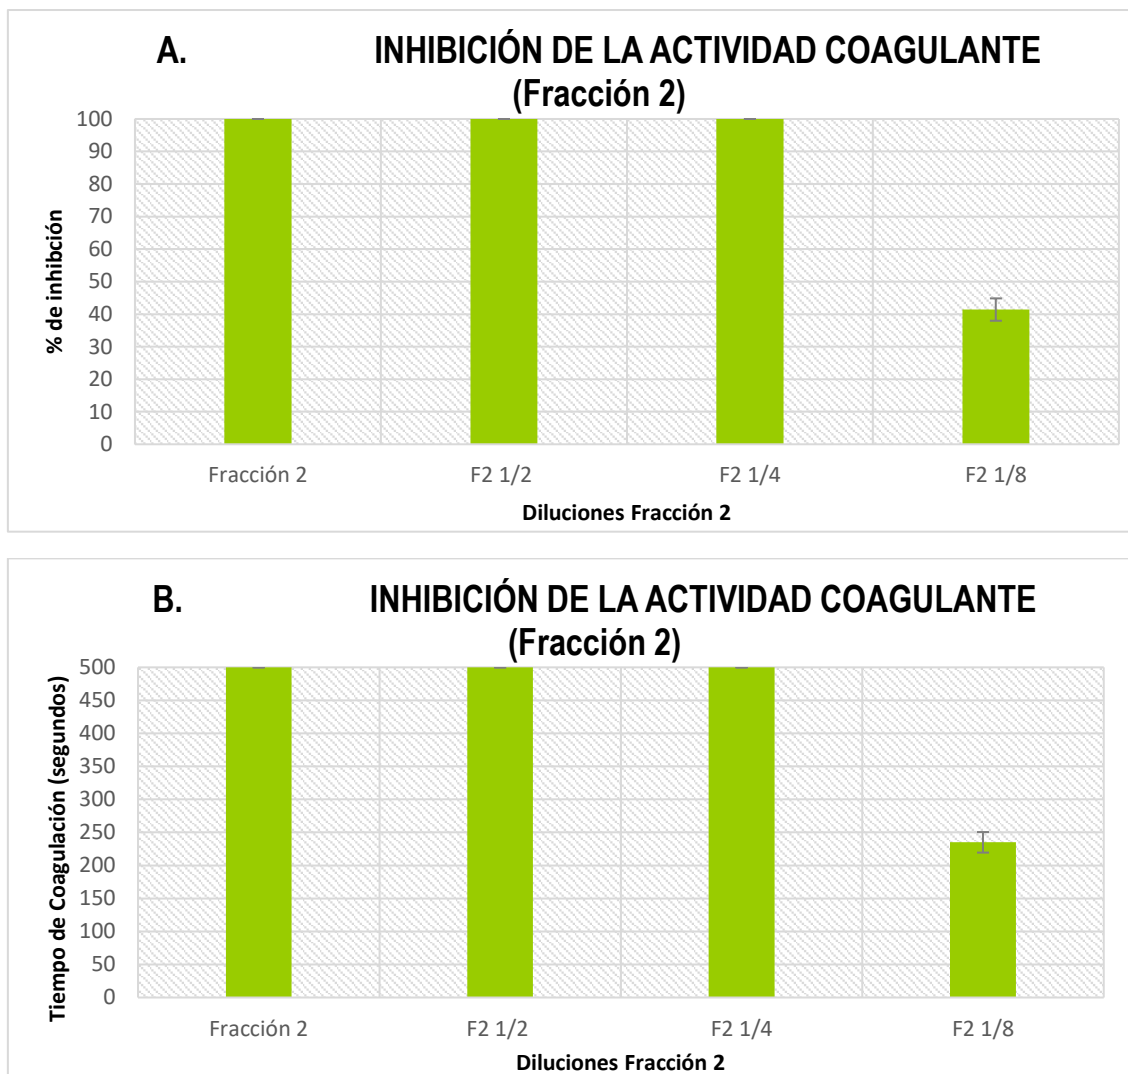 A. INHIBICIÓN DE LA ACTIVIDAD COAGULANTE
(Fracción 2)
100
90
80
70
60
50
40
30
20
10
0
% de inhibción
Fracción 2 F2 1/2 F2 1/4 F2 1/8
Diluciones Fracción 2
B. INHIBICIÓN DE LA ACTIVIDAD COAGULANTE
(Fracción 2)
500
450
400
350
300
250
200
150
100
50
0
Tiempo de Coagulación (segundos)
Fracción 2 F2 1/2 F2 1/4 F2 1/8
Diluciones Fracción 2